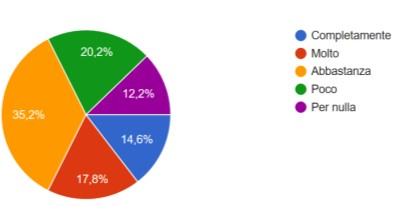 20,2%
12,2%
35,2%
14,6%
17,8%
Completamente
Molto
Abbastanza
Poco
Per nulla